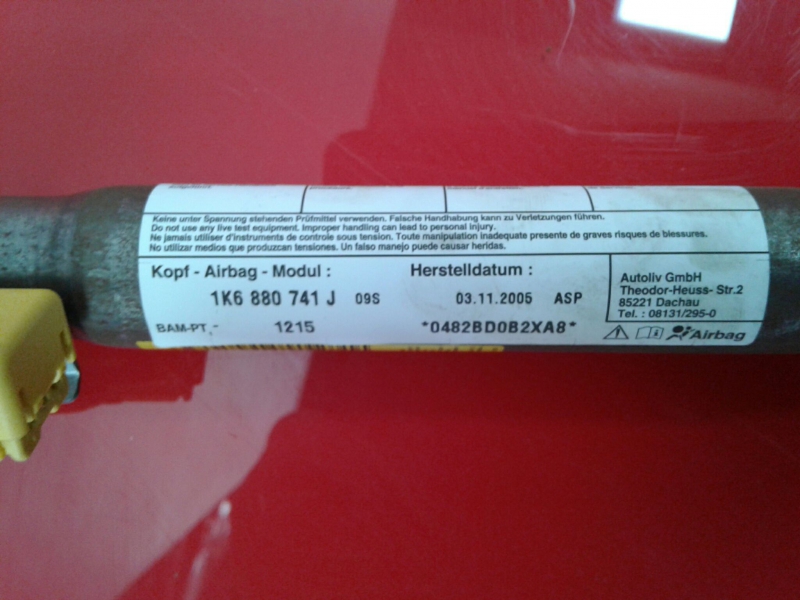 Keine unter Spannung stehenden Prüfmittel verwenden. Falsche Handhabung kann zu Verletzungen führen.
Do not use any live test equipment. Improper handling can lead to personal injury.
Ne jamais utiliser d'instruments de controle sous tension. Toute manipulation inadequate presente de graves risques de blessures.
No utilizar medios que produzcan tensiones. Un falso manejo puede causar heridas.
Kopf - Airbag - Modul : Herstelldatum :
1K6 880 741 J 09S 03.11.2005 ASP
BAM-PT,- 1215 *0482BD0B2XA8*
Autoliv GmbH
Theodor-Heuss- Str.2
85221 Dachau
Tel. : 08131/295-0
Airbag